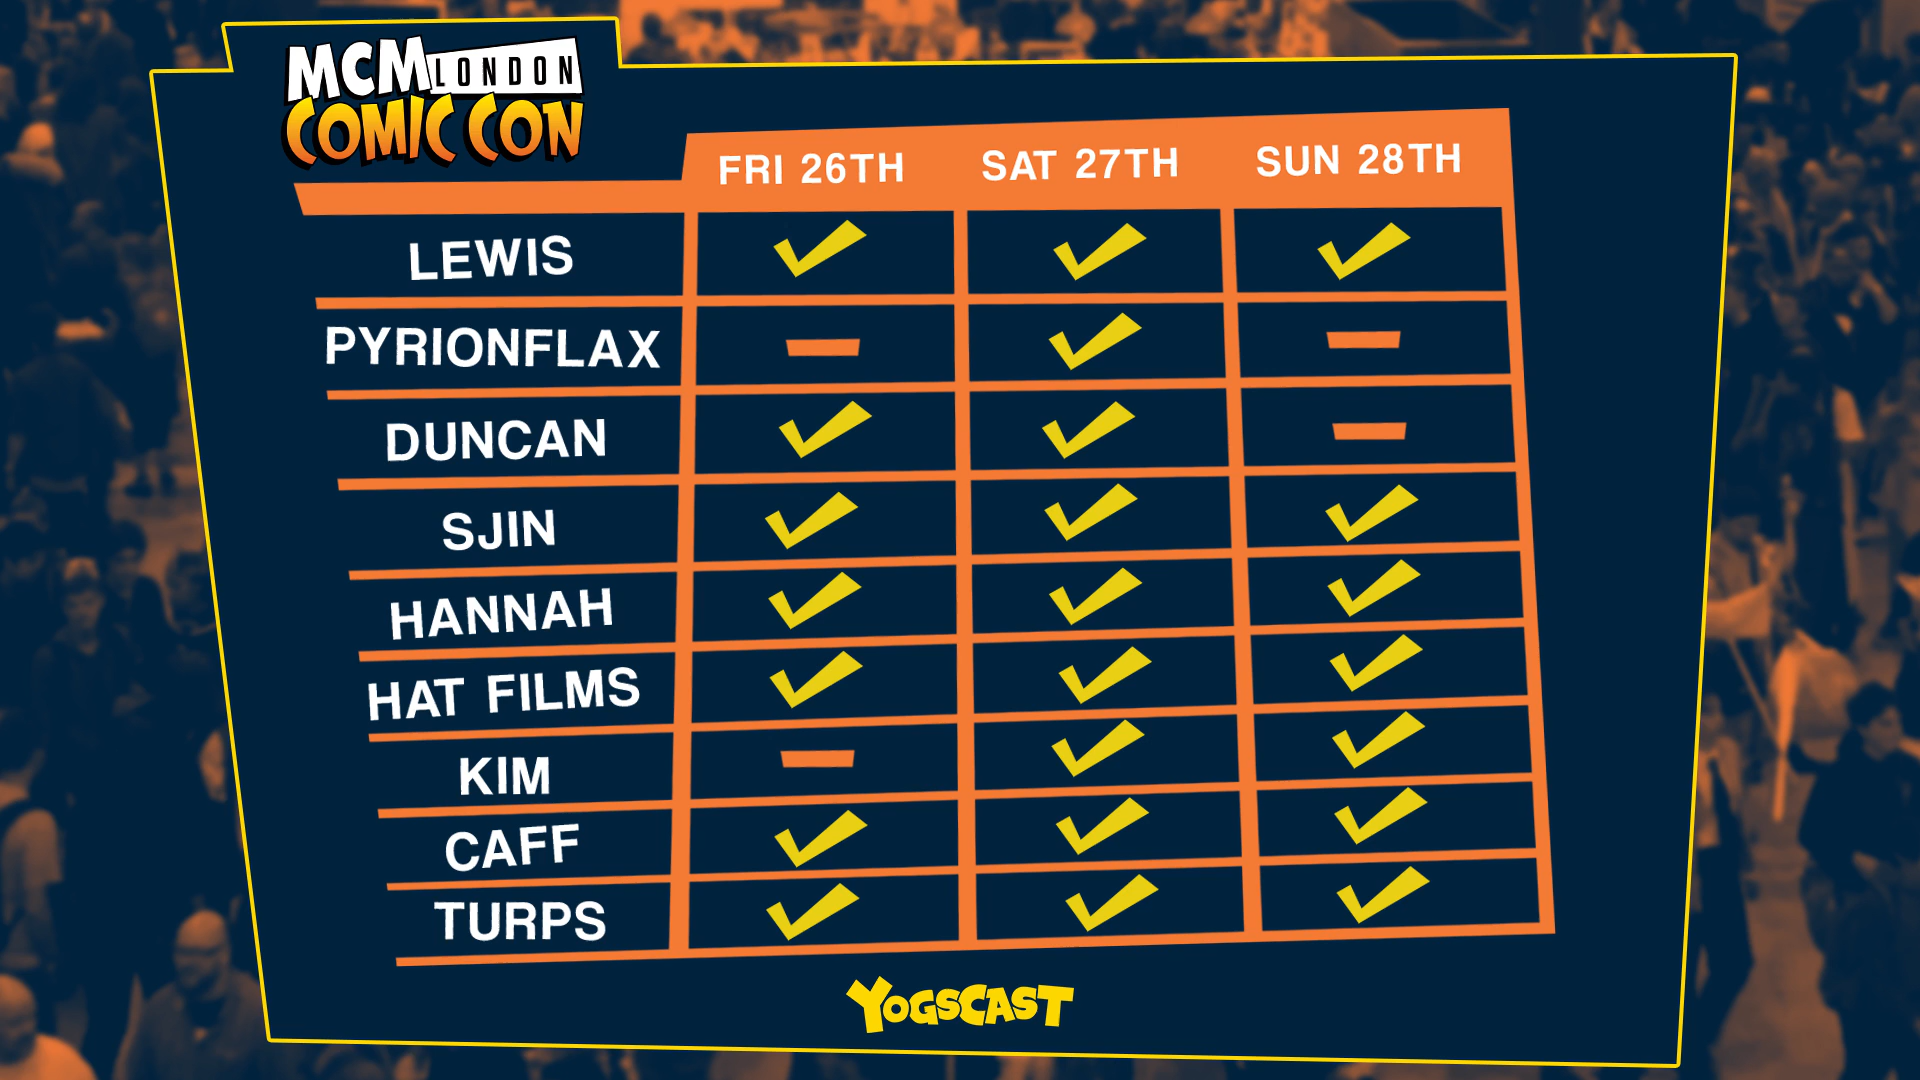 MCM LONDON
COMIC CON
FRI 26TH SAT 27TH SUN 28TH
LEWIS
PYRIONFLAX
DUNCAN
SJIN
HANNAH
HAT FILMS
KIM
CAFF
TURPS
YOGSCAST